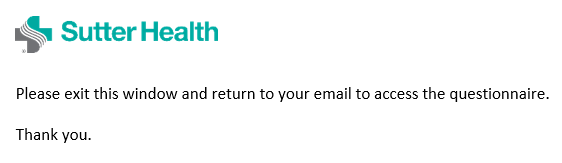 Sutter Health
Please exit this window and return to your email to access the questionnaire.
Thank you.